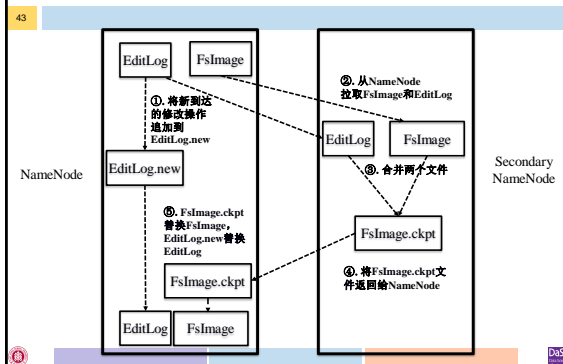 43
EditLog
FsImage
①. 将新到达
的修改操作
追加到
EditLog.new
②. 从NameNode
拉取FsImage和EditLog
EditLog
FsImage
NameNode
EditLog.new
③. 合并两个文件
Secondary
NameNode
⑤. FsImage.ckpt
替换FsImage,
EditLog.new替换
EditLog
FsImage.ckpt
④. 将FsImage.ckpt文
件返回给NameNode
FsImage.ckpt
EditLog
FsImage
DaS